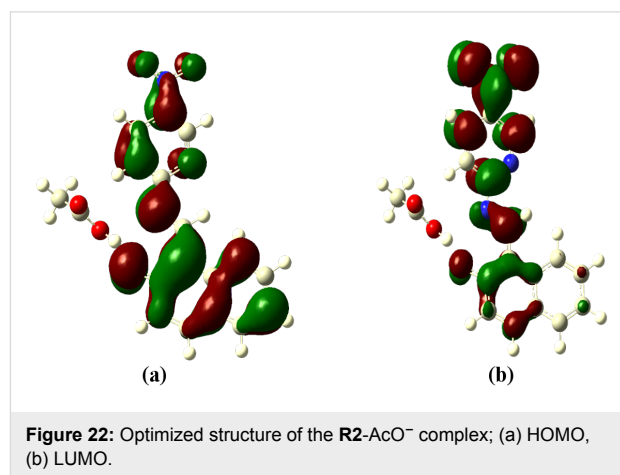 (a)
(b)
Figure 22: Optimized structure of the R2-AcO⁻ complex; (a) HOMO,
(b) LUMO.